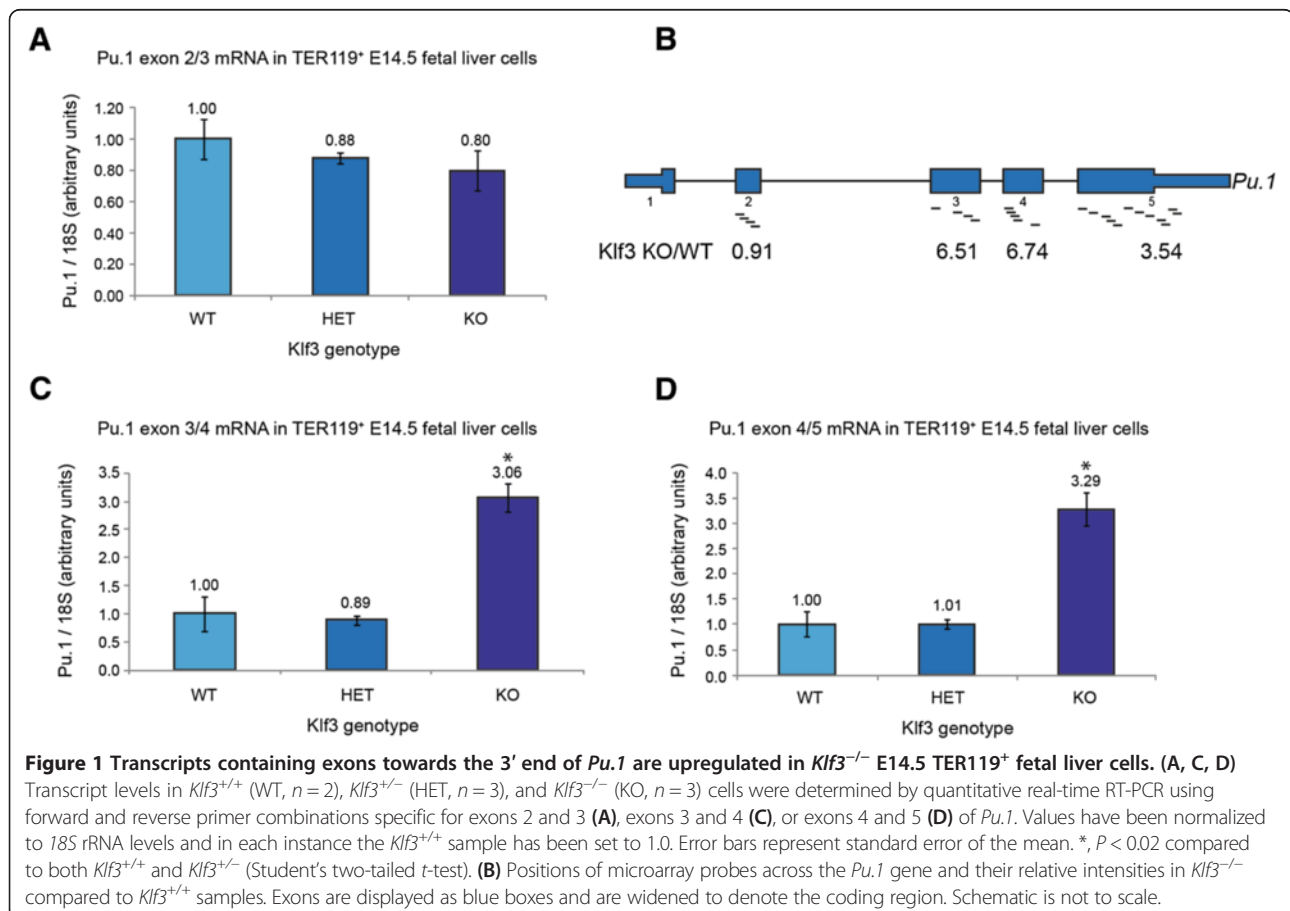 A
Pu.1 exon 2/3 mRNA in TER119⁺ E14.5 fetal liver cells
Pu.1 / 18S (arbitrary units)
1.20
1.00
0.80
0.60
0.40
0.20
0.00
1.00
0.88
0.80
WT
HET
KO
Klf3 genotype
B
Pu.1
1
2
3
4
5
Klf3 KO/WT 0.91 6.51 6.74 3.54
C
Pu.1 exon 3/4 mRNA in TER119⁺ E14.5 fetal liver cells
Pu.1 / 18S (arbitrary units)
3.5
3.0
2.5
2.0
1.5
1.0
0.5
0.0
1.00
0.89
*
3.06
WT
HET
KO
Klf3 genotype
D
Pu.1 exon 4/5 mRNA in TER119⁺ E14.5 fetal liver cells
Pu.1 / 18S (arbitrary units)
4.0
3.5
3.0
2.5
2.0
1.5
1.0
0.5
0.0
1.00
1.01
*
3.29
WT
HET
KO
Klf3 genotype
Figure 1 Transcripts containing exons towards the 3′ end of Pu.1 are upregulated in Klf3⁻/⁻ E14.5 TER119⁺ fetal liver cells. (A, C, D)
Transcript levels in Klf3⁺/⁺ (WT, n = 2), Klf3⁺/⁻ (HET, n = 3), and Klf3⁻/⁻ (KO, n = 3) cells were determined by quantitative real-time RT-PCR using
forward and reverse primer combinations specific for exons 2 and 3 (A), exons 3 and 4 (C), or exons 4 and 5 (D) of Pu.1. Values have been normalized
to 18S rRNA levels and in each instance the Klf3⁺/⁺ sample has been set to 1.0. Error bars represent standard error of the mean. *, P < 0.02 compared
to both Klf3⁺/⁺ and Klf3⁺/⁻ (Student's two-tailed t-test). (B) Positions of microarray probes across the Pu.1 gene and their relative intensities in Klf3⁻/⁻
compared to Klf3⁺/⁺ samples. Exons are displayed as blue boxes and are widened to denote the coding region. Schematic is not to scale.